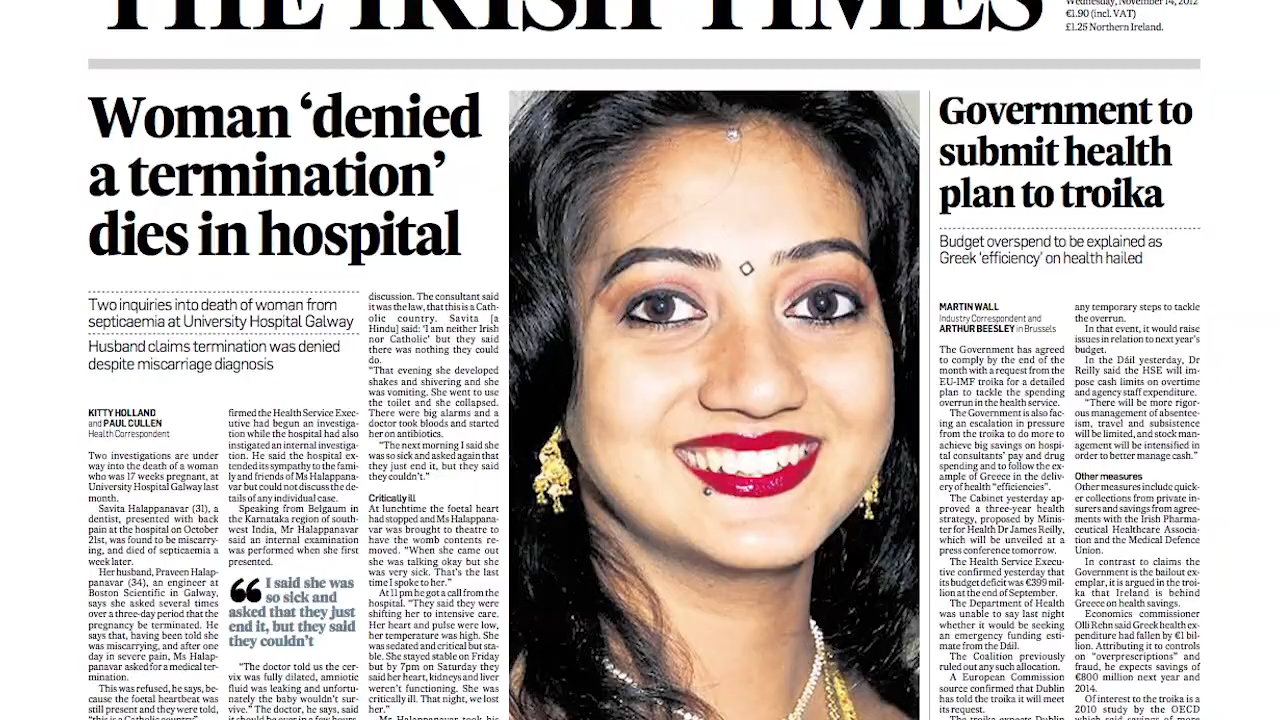 THE IRISH TIMES
Wednesday, November 14, 2012
€1.90 (incl. VAT)
£1.25 Northern Ireland.
Woman ‘denied
a termination’
dies in hospital
Two inquiries into death of woman from
septicaemia at University Hospital Galway
Husband claims termination was denied
despite miscarriage diagnosis
KITTY HOLLAND
and PAUL CULLEN
Health Correspondent
Two investigations are under
way into the death of a woman
who was 17 weeks pregnant, at
University Hospital Galway last
month.
Savita Halappanavar (31), a
dentist, presented with back
pain at the hospital on October
21st, was found to be miscarry-
ing, and died of septicaemia a
week later.
Her husband, Praveen Halap-
panavar (34), an engineer at
Boston Scientific in Galway,
says she asked several times
over a three-day period that the
pregnancy be terminated. He
says that, having been told she
was miscarrying, and after one
day in severe pain, Ms Halap-
panavar asked for a medical ter-
mination.
This was refused, he says, be-
cause the foetal heartbeat was
still present and they were told,
“this is a Catholic country”.
firmed the Health Service Exec-
utive had begun an investiga-
tion while the hospital had also
instigated an internal investiga-
tion. He said the hospital ex-
tended its sympathy to the fami-
ly and friends of Ms Halappana-
var but could not discuss the de-
tails of any individual case.
Speaking from Belgaum in
the Karnataka region of south-
west India, Mr Halappanavar
said an internal examination
was performed when she first
presented.
“ I said she was
so sick and
asked that they just
end it, but they said
they couldn’t
“The doctor told us the cer-
vix was fully dilated, amniotic
fluid was leaking and unfortu-
nately the baby wouldn’t sur-
vive.” The doctor, he says, said
it should be over in a few hours.
discussion. The consultant said
it was the law, that this is a Cath-
olic country. Savita [a
Hindu] said: ‘I am neither Irish
nor Catholic’ but they said
there was nothing they could
do.
“That evening she developed
shakes and shivering and she
was vomiting. She went to use
the toilet and she collapsed.
There were big alarms and a
doctor took bloods and started
her on antibiotics.
“The next morning I said she
was so sick and asked again that
they just end it, but they said
they couldn’t.”
Critically ill
At lunchtime the foetal heart
had stopped and Ms Halappana-
var was brought to theatre to
have the womb contents re-
moved. “When she came out
she was talking okay but she
was very sick. That’s the last
time I spoke to her.”
At 11 pm he got a call from the
hospital. “They said they were
shifting her to intensive care.
Her heart and pulse were low,
her temperature was high. She
was sedated and critical but sta-
ble. She stayed stable on Friday
but by 7pm on Saturday they
said her heart, kidneys and liver
weren’t functioning. She was
critically ill. That night, we lost
her.”
Mr Halappanavar took his
Government to
submit health
plan to troika
Budget overspend to be explained as
Greek ‘efficiency’ on health hailed
MARTIN WALL
Industry Correspondent and
ARTHUR BEESLEY in Brussels
The Government has agreed
to comply by the end of the
month with a request from the
EU-IMF troika for a detailed
plan to tackle the spending
overrun in the health service.
The Government is also fac-
ing an escalation in pressure
from the troika to do more to
achieve big savings on hospi-
tal consultants’ pay and drug
spending and to follow the ex-
ample of Greece in the deliv-
ery of health “efficiencies”.
The Cabinet yesterday ap-
proved a three-year health
strategy, proposed by Minis-
ter for Health Dr James Reilly,
which will be unveiled at a
press conference tomorrow.
The Health Service Execu-
tive confirmed yesterday that
its budget deficit was €399 mil-
lion at the end of September.
The Department of Health
was unable to say last night
whether it would be seeking
an emergency funding esti-
mate from the Dáil.
The Coalition previously
ruled out any such allocation.
A European Commission
source confirmed that Dublin
has told the troika it will meet
its request.
The troika expects Dublin
any temporary steps to tackle
the overrun.
In that event, it would raise
issues in relation to next year’s
budget.
In the Dáil yesterday, Dr
Reilly said the HSE will im-
pose cash limits on overtime
and agency staff expenditure.
“There will be more rigor-
ous management of absentee-
ism, travel and subsistence
will be limited, and stock man-
agement will be intensified in
order to better manage cash.”
Other measures
Other measures include quick-
er collections from private in-
surers and savings from agree-
ments with the Irish Pharma-
ceutical Healthcare Associa-
tion and the Medical Defence
Union.
In contrast to claims the
Government is the bailout ex-
emplar, it is argued in the troi-
ka that Ireland is behind
Greece on health savings.
Economics commissioner
Olli Rehn said Greek health ex-
penditure had fallen by €1 bil-
lion. Attributing it to controls
on “overprescriptions” and
fraud, he expects savings of
€800 million next year and
2014.
Of interest to the troika is a
2010 study by the OECD
which said savings of more